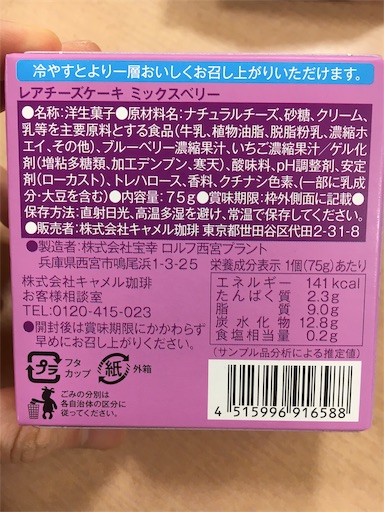 冷やすとより一層おいしくお召し上がりいただけます。
レアチーズケーキ ミックスベリー
●名称:洋生菓子●原材料名:ナチュラルチーズ、砂糖、クリーム、
乳等を主要原料とする食品(牛乳、植物油脂、脱脂粉乳、濃縮ホ
エイ、その他)、ブルーベリー濃縮果汁、いちご濃縮果汁/ゲル化
剤(増粘多糖類、加工デンプン、寒天)、酸味料、pH調整剤、安定
剤(ローカスト)、トレハロース、香料、クチナシ色素、(一部に乳成
分・大豆を含む)●内容量:75g●賞味期限:枠外側面に記載●
保存方法:直射日光、高温多湿を避け、常温で保存してください。
●販売者:株式会社キャメル珈琲 東京都世田谷区代田2-31-8
●製造者:株式会社宝幸 ロルフ西宮プラント
兵庫県西宮市鳴尾浜1-3-25
株式会社キャメル珈琲
お客様相談室
TEL:0120-415-023
●開封後は賞味期限にかかわらず
早めにお召し上がりください。
栄養成分表示 1個(75g)あたり
エネルギー 141kcal
たんぱく質 2.3g
脂質 9.0g
炭水化物 12.8g
食塩相当量 0.2g
(サンプル品分析による推定値)
プラ フタ カップ
紙 外箱
ごみの分別は
各自治体の区分に
従ってください。
4 515996 916588